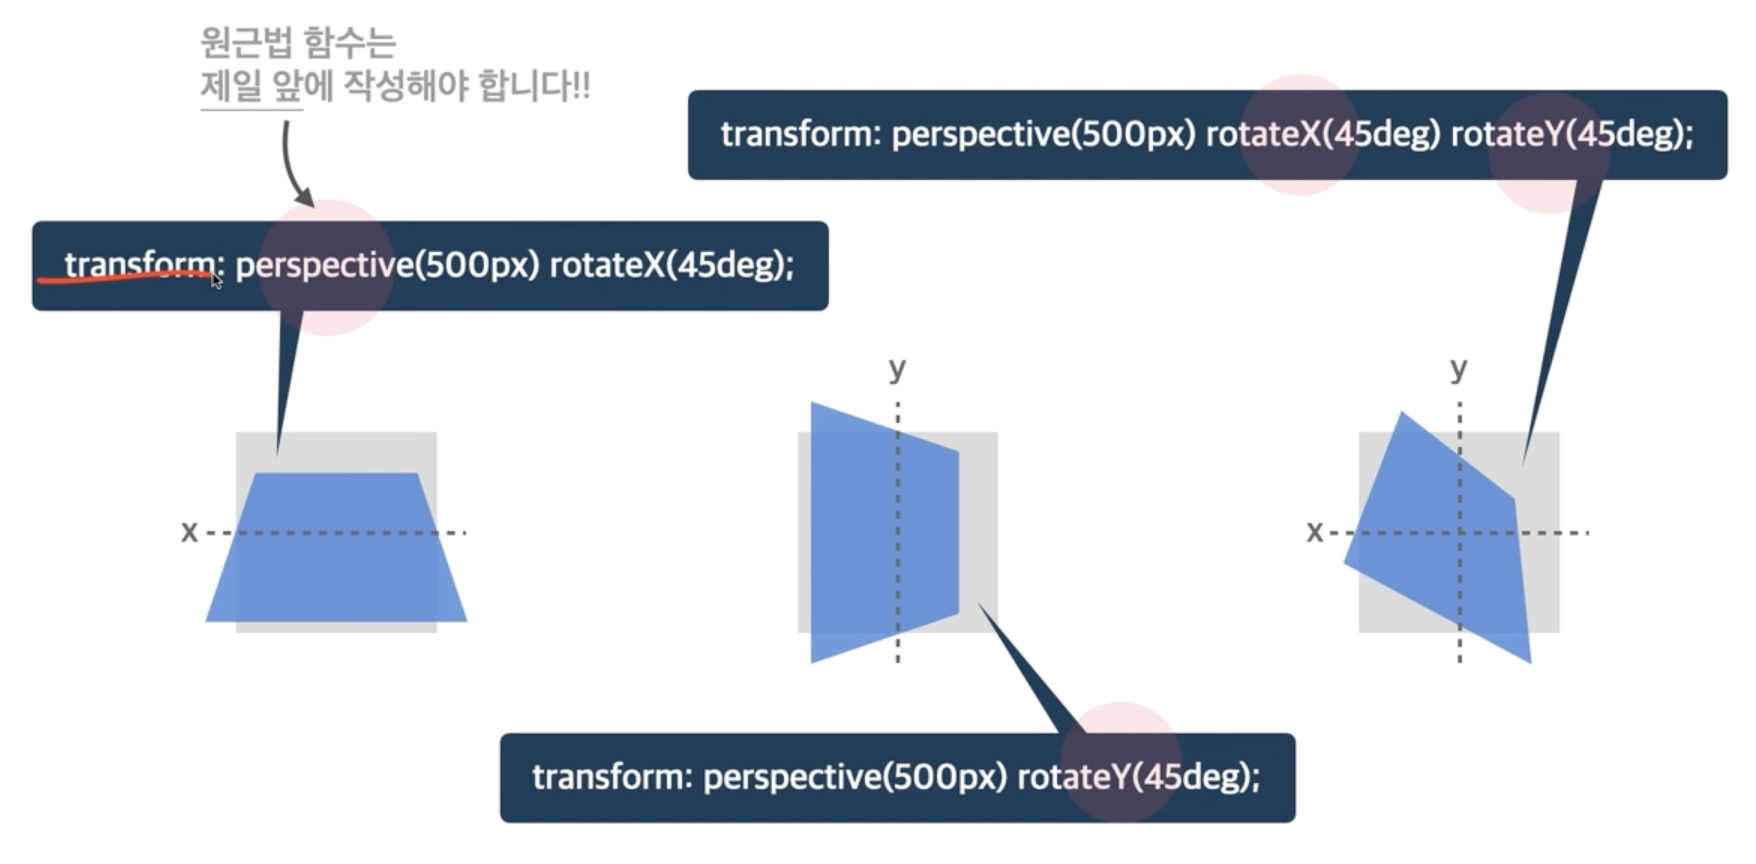 원근법 함수는
제일 앞에 작성해야 합니다!!
transform: perspective(500px) rotateX(45deg) rotateY(45deg);
transform: perspective(500px) rotateX(45deg);
y
y
x
x
transform: perspective(500px) rotateY(45deg);